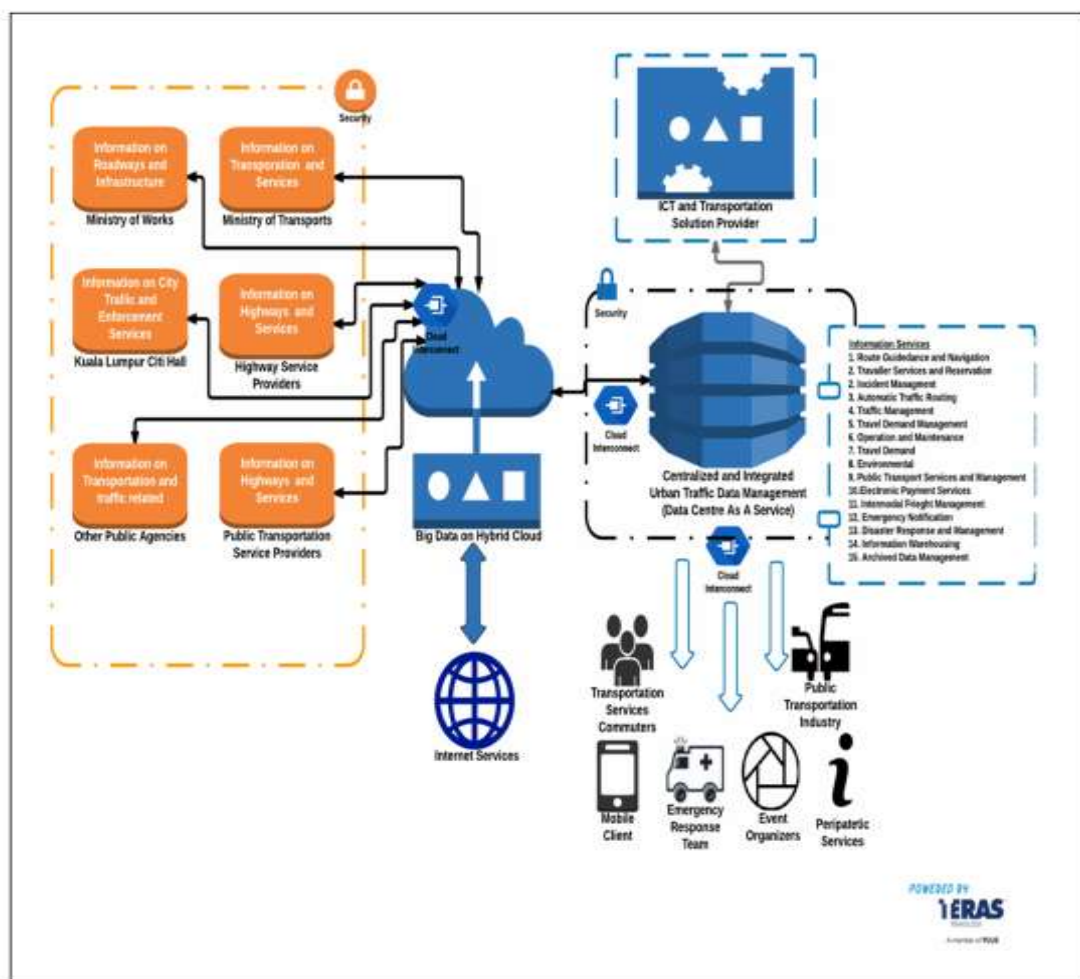 Security
Information on
Roadways and
Infrastructure
Ministry of Works
Information on
Transporation and
Services
Ministry of Transports
Information on City
Traffic and
Enforcement
Services
Kuala Lumpur Citi Hall
Information on
Highways and
Services
Highway Service
Providers
Information on
Transportation and
traffic related
Other Public Agencies
Information on
Highways and
Services
Public Transportation
Service Providers
Cloud
Interconnect
Big Data on Hybrid Cloud
Internet Services
ICT and Transportation
Solution Provider
Security
Cloud
Interconnect
Centralized and Integrated
Urban Traffic Data Management
(Data Centre As A Service)
Cloud
Interconnect
Information Services
1. Route Guidedance and Navigation
2. Traveller Services and Reservation
2. Incident Managment
3. Automatic Traffic Routing
4. Traffic Management
5. Travel Demand Management
6. Operation and Maintenance
7. Travel Demand
8. Environmental
9. Public Transport Services and Management
10.Electronic Payment Services
11. Intermodal Frieght Management
12. Emergency Notification
13. Disaster Response and Management
14. Information Warehousing
15. Archived Data Management
Transportation
Services
Commuters
Public
Transportation
Industry
Mobile
Client
Emergency
Response
Team
Event
Organizers
Peripatetic
Services
POWERED BY
TERAS
A member of PLUS